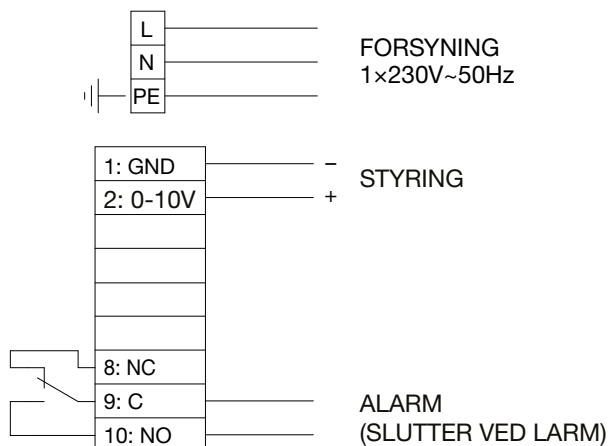 L
N
PE
FORSYNING
1×230V~50Hz
1: GND
2: 0-10V
−
+
STYRING
8: NC
9: C
10: NO
ALARM
(SLUTTER VED LARM)